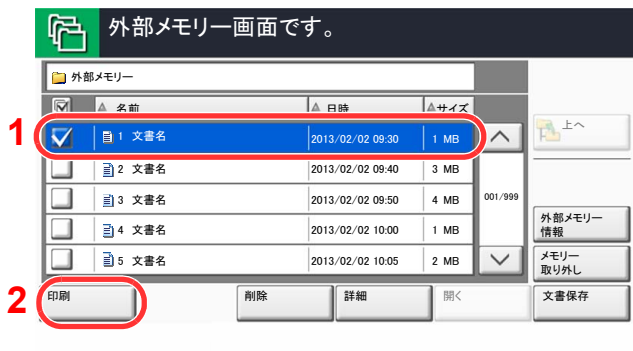 外部メモリー画面です。
外部メモリー
名前 日時 サイズ
1 1 文書名 2013/02/02 09:30 1 MB 上へ
2 文書名 2013/02/02 09:40 3 MB
3 文書名 2013/02/02 09:50 4 MB 001/999
外部メモリー
情報
4 文書名 2013/02/02 10:00 1 MB
5 文書名 2013/02/02 10:05 2 MB
メモリー
取り外し
2 印刷 削除 詳細 開く 文書保存